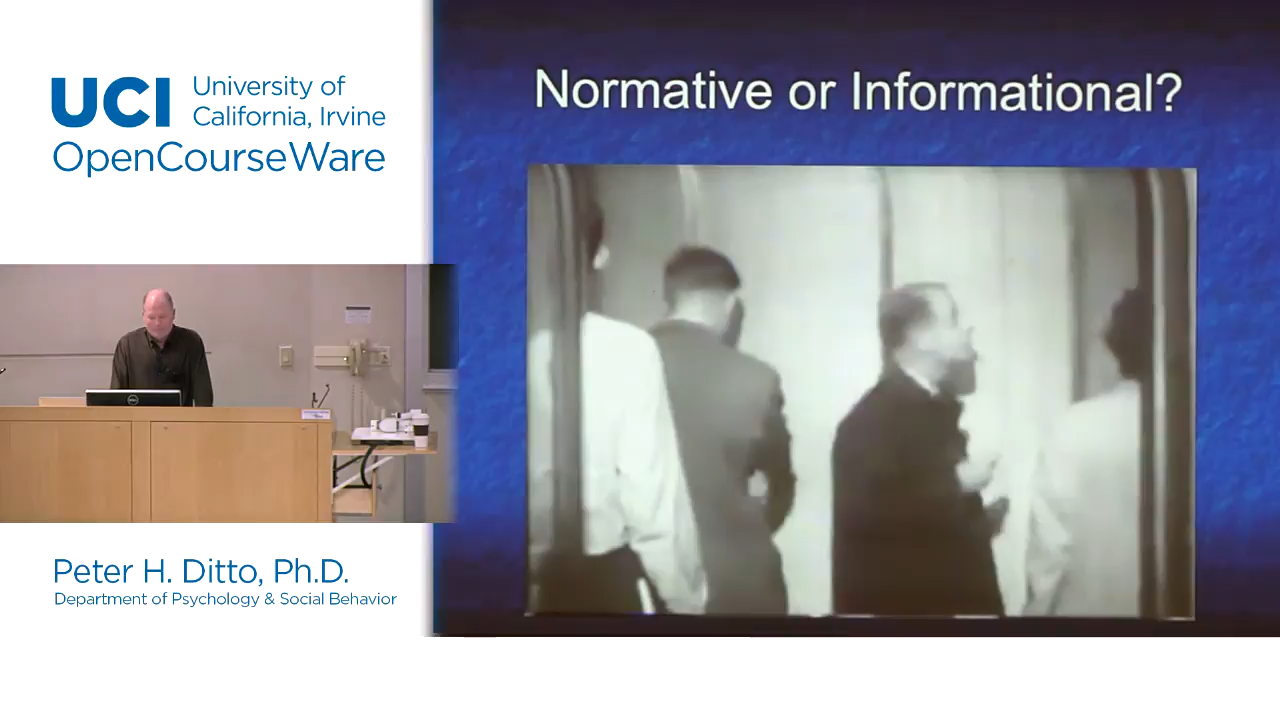 UCI University of
California, Irvine
OpenCourseWare
Normative or Informational?
Peter H. Ditto, Ph.D.
Department of Psychology & Social Behavior